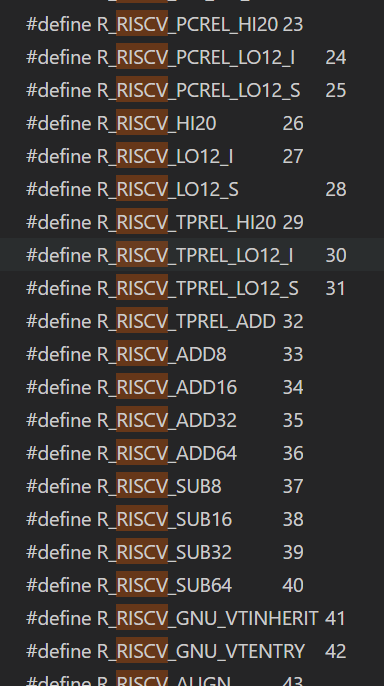 #define R_RISCV_PCREL_HI20 23
#define R_RISCV_PCREL_LO12_I 24
#define R_RISCV_PCREL_LO12_S 25
#define R_RISCV_HI20 26
#define R_RISCV_LO12_I 27
#define R_RISCV_LO12_S 28
#define R_RISCV_TPREL_HI20 29
#define R_RISCV_TPREL_LO12_I 30
#define R_RISCV_TPREL_LO12_S 31
#define R_RISCV_TPREL_ADD 32
#define R_RISCV_ADD8 33
#define R_RISCV_ADD16 34
#define R_RISCV_ADD32 35
#define R_RISCV_ADD64 36
#define R_RISCV_SUB8 37
#define R_RISCV_SUB16 38
#define R_RISCV_SUB32 39
#define R_RISCV_SUB64 40
#define R_RISCV_GNU_VTINHERIT 41
#define R_RISCV_GNU_VTENTRY 42
#define R_RISCV_ALIGN 43